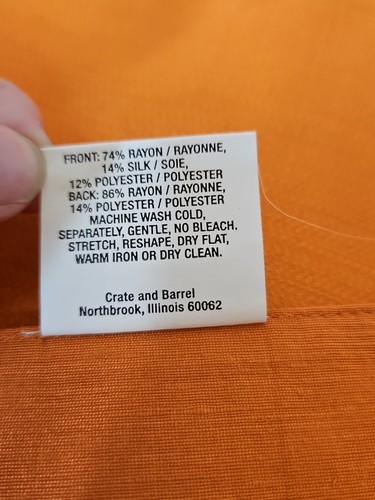 FRONT: 74% RAYON / RAYONNE,
14% SILK / SOIE,
12% POLYESTER / POLYESTER
BACK: 86% RAYON / RAYONNE,
14% POLYESTER / POLYESTER
MACHINE WASH COLD,
SEPARATELY, GENTLE, NO BLEACH.
STRETCH, RESHAPE, DRY FLAT,
WARM IRON OR DRY CLEAN.
Crate and Barrel
Northbrook, Illinois 60062